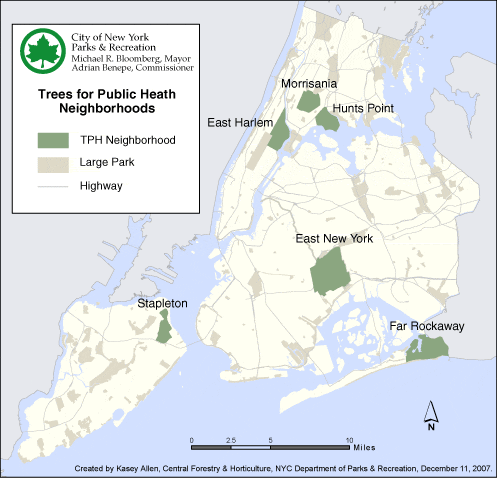 City of New York
Parks & Recreation
Michael R. Bloomberg, Mayor
Adrian Benepe, Commissioner
Trees for Public Heath
Neighborhoods
TPH Neighborhood
Large Park
Highway
Morrisania
Hunts Point
East Harlem
East New York
Stapleton
Far Rockaway
N
0 2.5 5 10
Miles
Created by Kasey Allen, Central Forestry & Horticulture, NYC Department of Parks & Recreation, December 11, 2007.